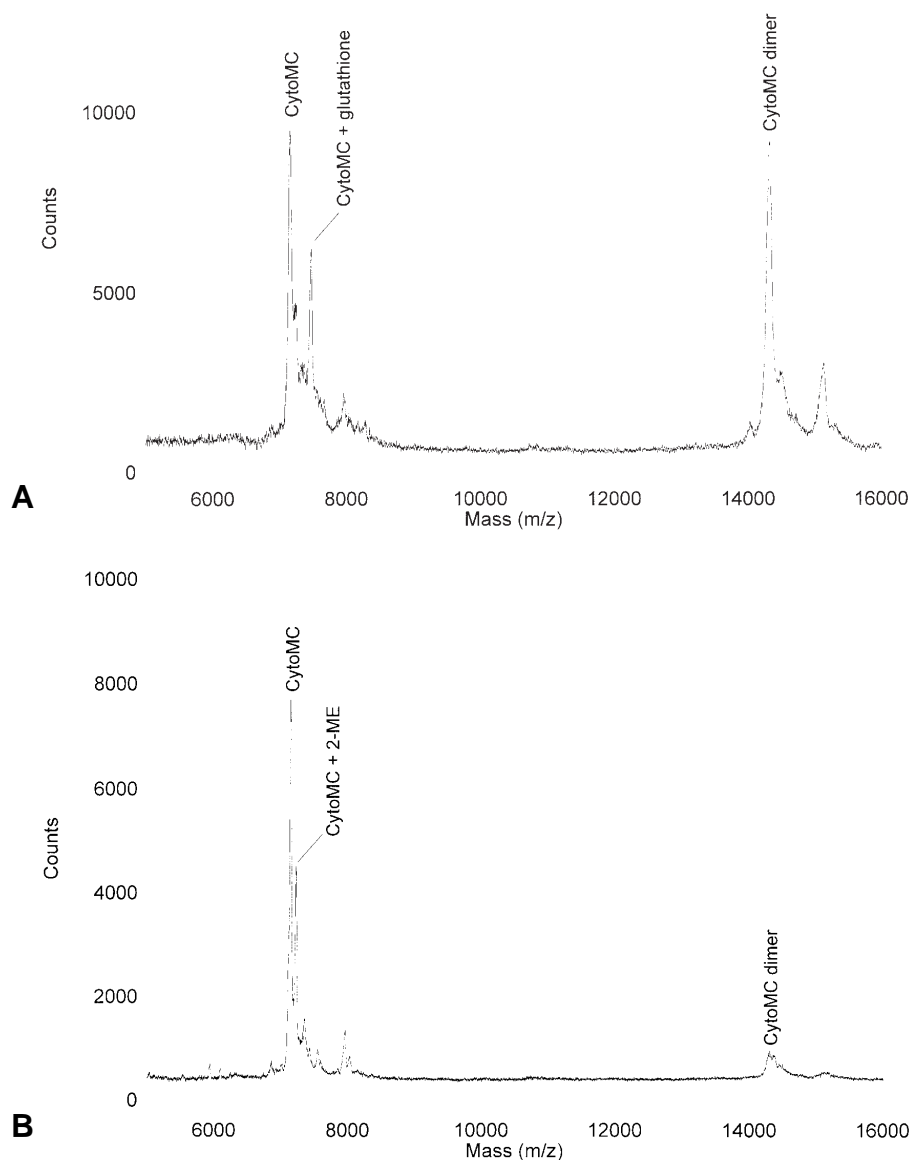 CytoMC
CytoMC + glutathione
CytoMC dimer
10000
5000
0
Counts
6000 8000 10000 12000 14000 16000
Mass (m/z)
A
10000
8000
6000
4000
2000
0
Counts
CytoMC
CytoMC + 2-ME
CytoMC dimer
6000 8000 10000 12000 14000 16000
Mass (m/z)
B